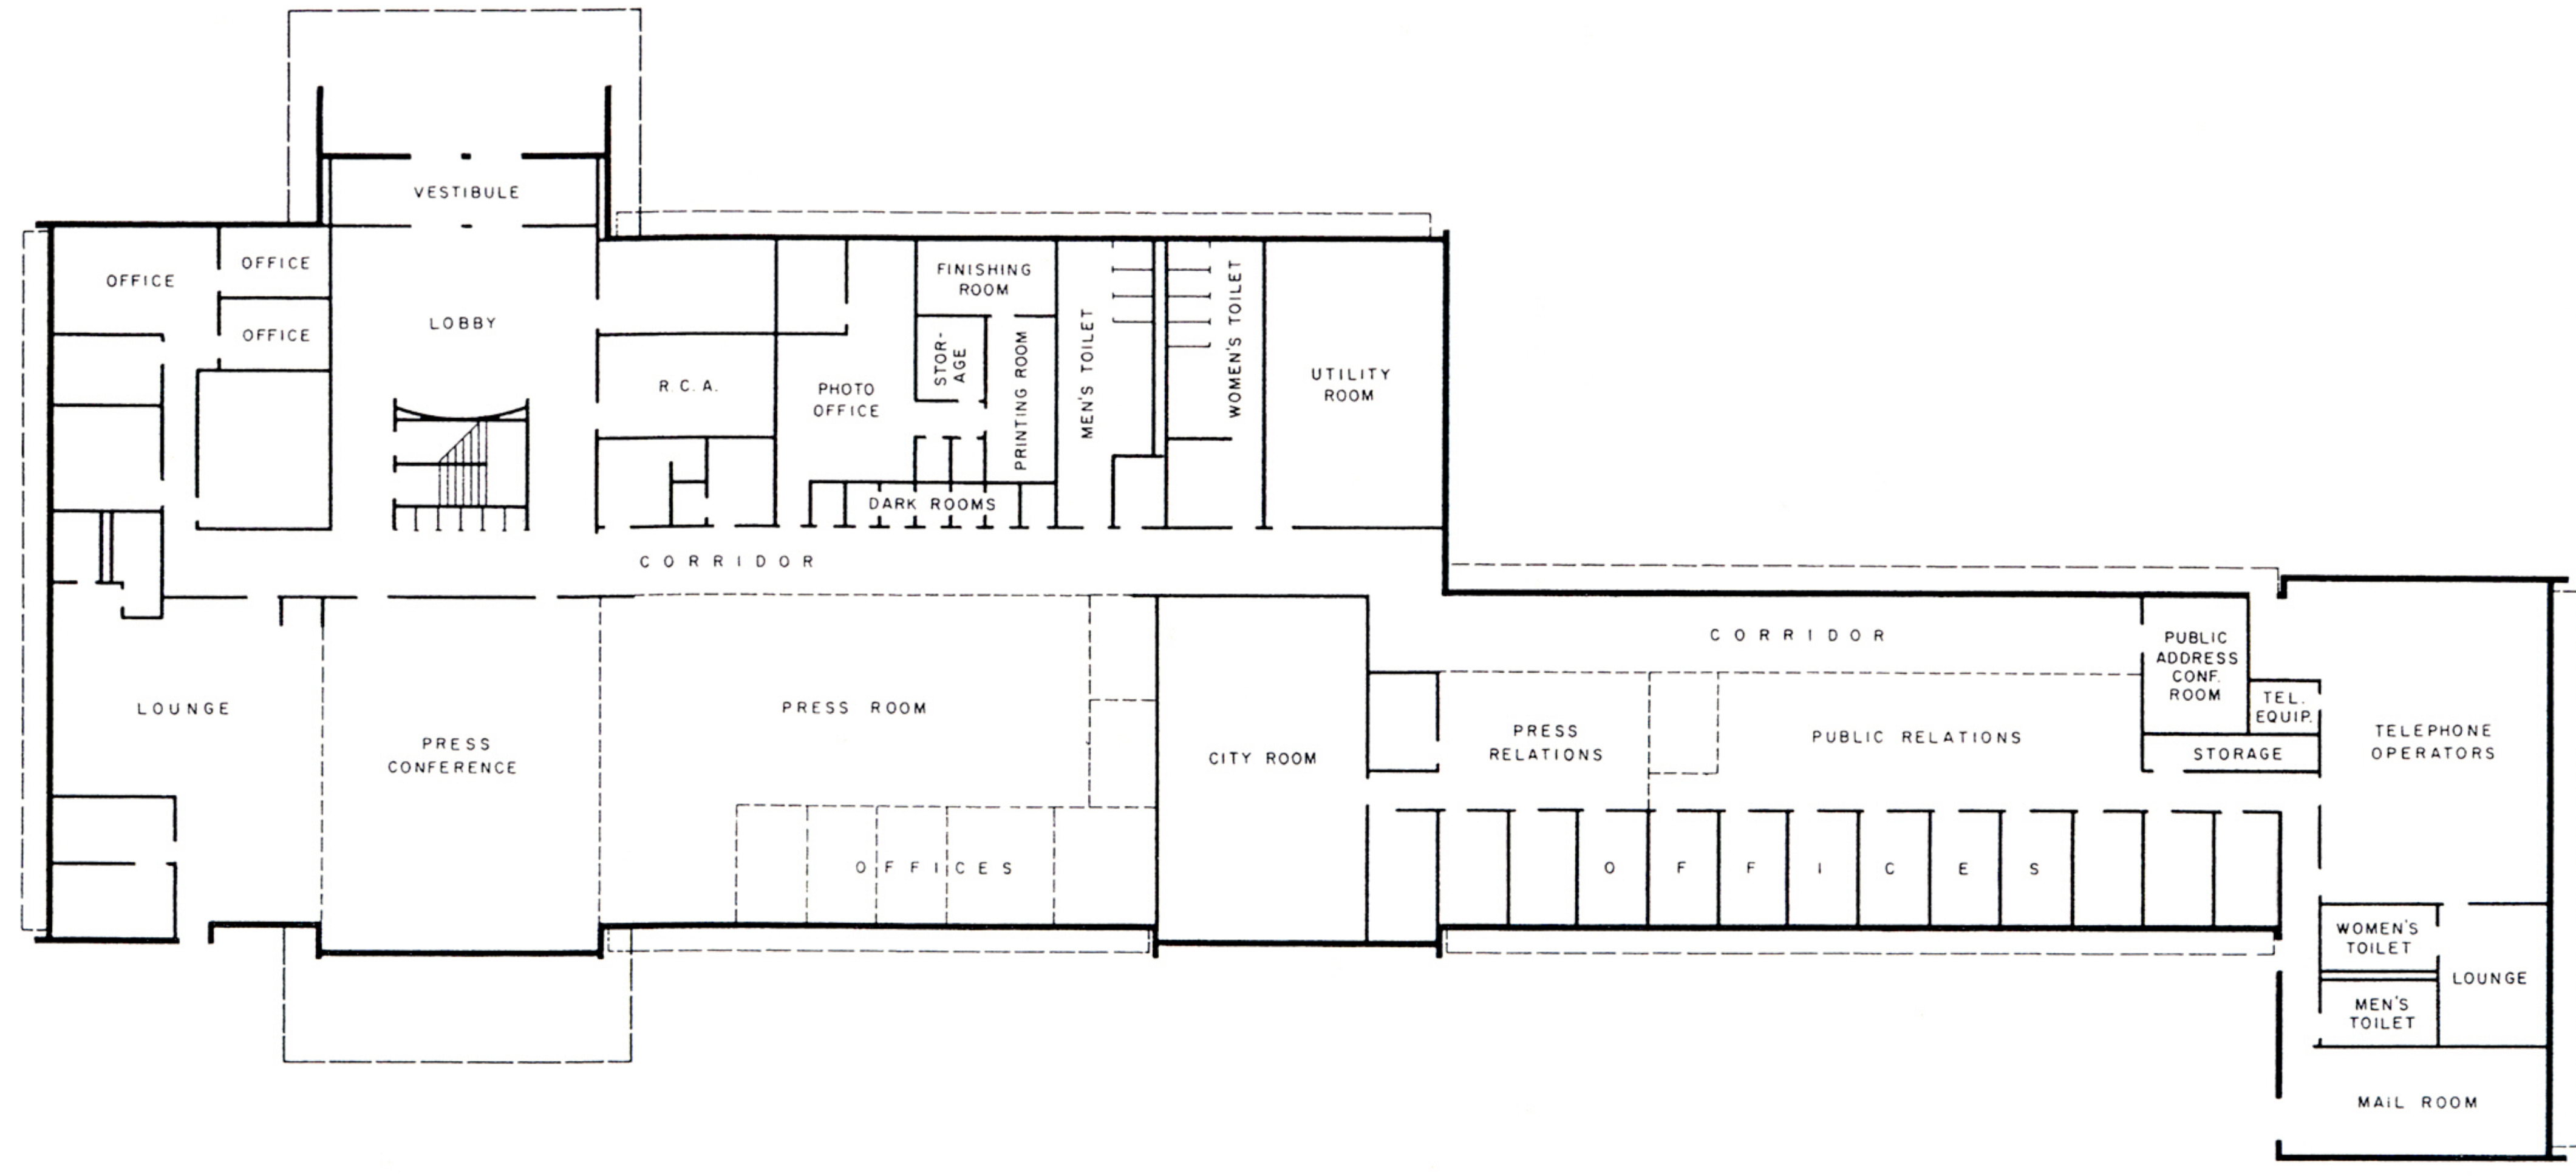 VESTIBULE
OFFICE
OFFICE
OFFICE
LOBBY
R.C.A.
PHOTO
OFFICE
FINISHING
ROOM
STOR-
AGE
PRINTING ROOM
DARK ROOMS
MEN'S TOILET
WOMEN'S TOILET
UTILITY
ROOM
CORRIDOR
LOUNGE
PRESS
CONFERENCE
PRESS ROOM
OFFICES
CITY ROOM
CORRIDOR
PRESS
RELATIONS
PUBLIC RELATIONS
OFFICES
PUBLIC
ADDRESS
CONF.
ROOM
TEL.
EQUIP.
STORAGE
TELEPHONE
OPERATORS
WOMEN'S
TOILET
MEN'S
TOILET
LOUNGE
MAIL ROOM